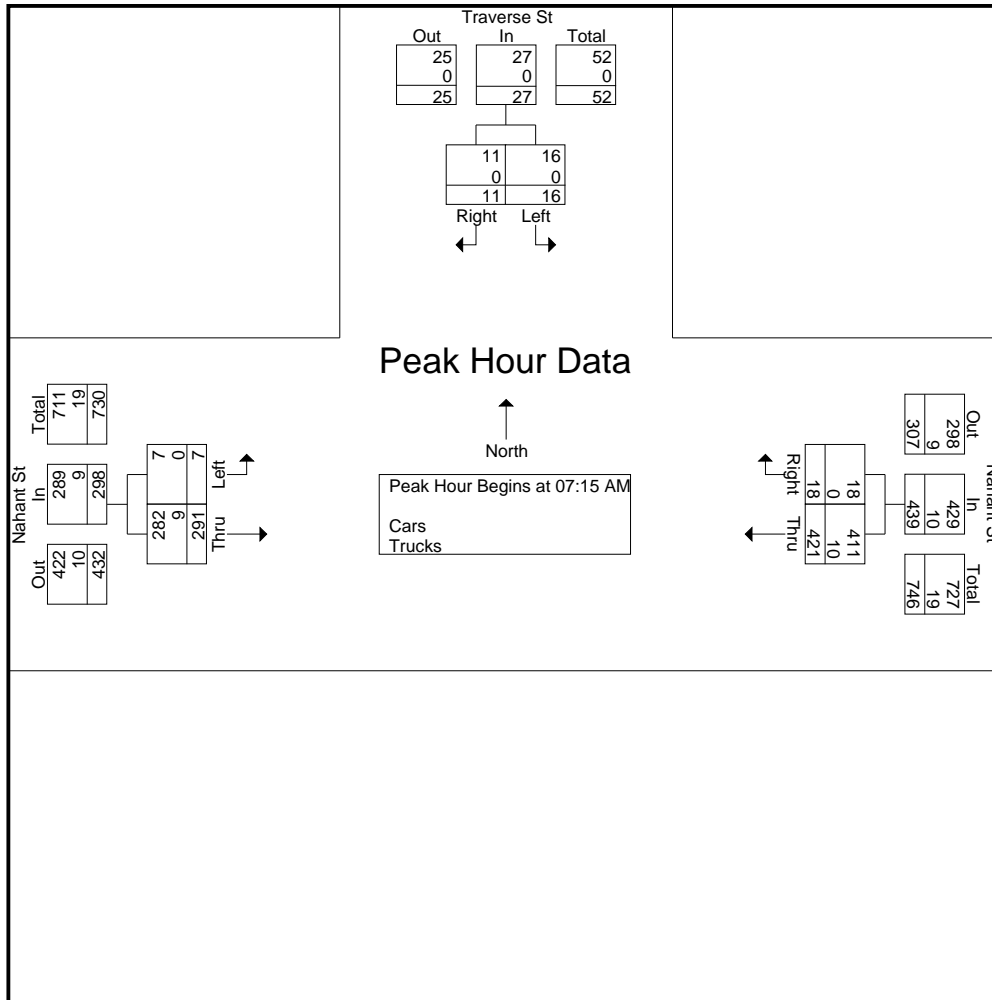 Traverse St
Out In Total
25 27 52
0 0 0
25 27 52
11 16
0 0
11 16
Right Left
Peak Hour Data
North
Peak Hour Begins at 07:15 AM
Cars
Trucks
Nahant St
Total In Out
711 289 422
19 9 10
730 298 432
7 282
0 9
7 291
Left Thru
Nahant St
Out In Total
298 429 727
9 10 19
307 439 746
18 411
0 10
18 421
Right Thru